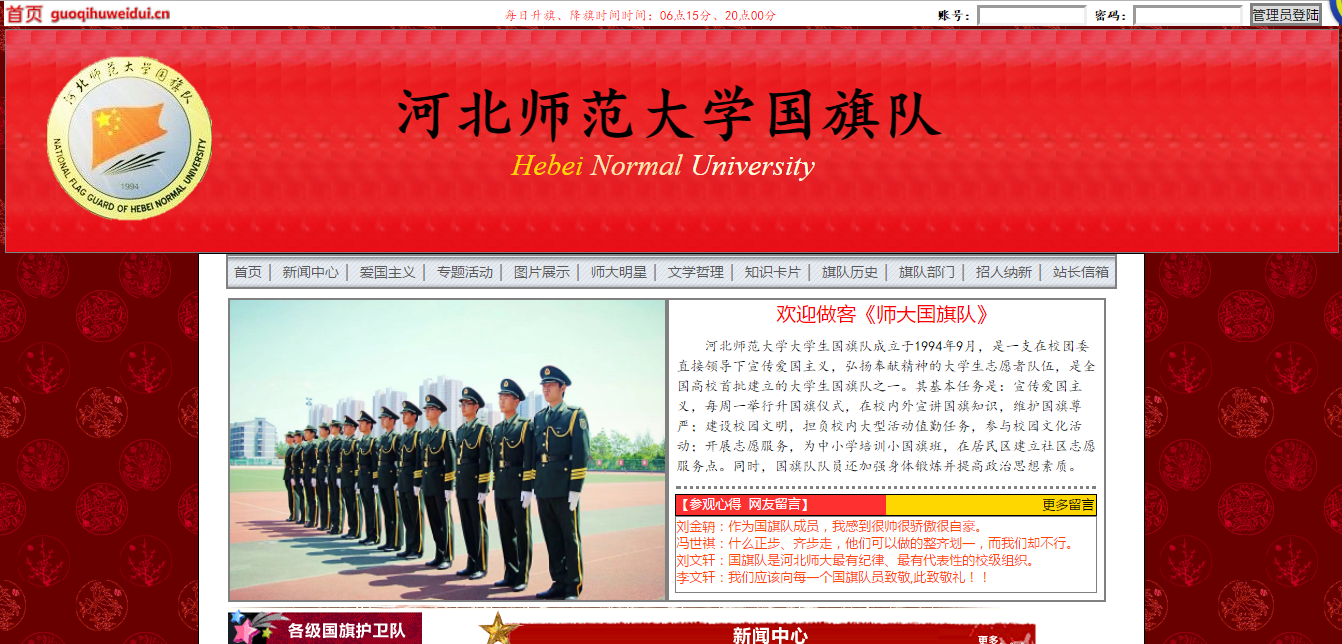 首页 guoqihuweidui.cn 每日升旗、降旗时间时间：06点15分、20点00分 账号： 密码： 管理员登陆
河北师范大学国旗队
NATIONAL FLAG GUARD OF HEBEI NORMAL UNIVERSITY
1994
河北师范大学国旗队
Hebei Normal University
首页 | 新闻中心 | 爱国主义 | 专题活动 | 图片展示 | 师大明星 | 文学哲理 | 知识卡片 | 旗队历史 | 旗队部门 | 招人纳新 | 站长信箱
欢迎做客《师大国旗队》
河北师范大学大学生国旗队成立于1994年9月，是一支在校团委
直接领导下宣传爱国主义，弘扬奉献精神的大学生志愿者队伍，是全
国高校首批建立的大学生国旗队之一。其基本任务是：宣传爱国主
义，每周一举行升国旗仪式，在校内外宣讲国旗知识，维护国旗尊
严；建设校园文明，担负校内大型活动值勤任务，参与校园文化活
动；开展志愿服务，为中小学培训小国旗班，在居民区建立社区志愿
服务点。同时，国旗队队员还加强身体锻炼并提高政治思想素质。
【参观心得 网友留言】 更多留言
刘金锜：作为国旗队成员，我感到很帅很骄傲很自豪。
冯世祺：什么正步、齐步走，他们可以做的整齐划一，而我们却不行。
刘文轩：国旗队是河北师大最有纪律、最有代表性的校级组织。
李文轩：我们应该向每一个国旗队员致敬,此致敬礼！！
各级国旗护卫队 新闻中心 更多